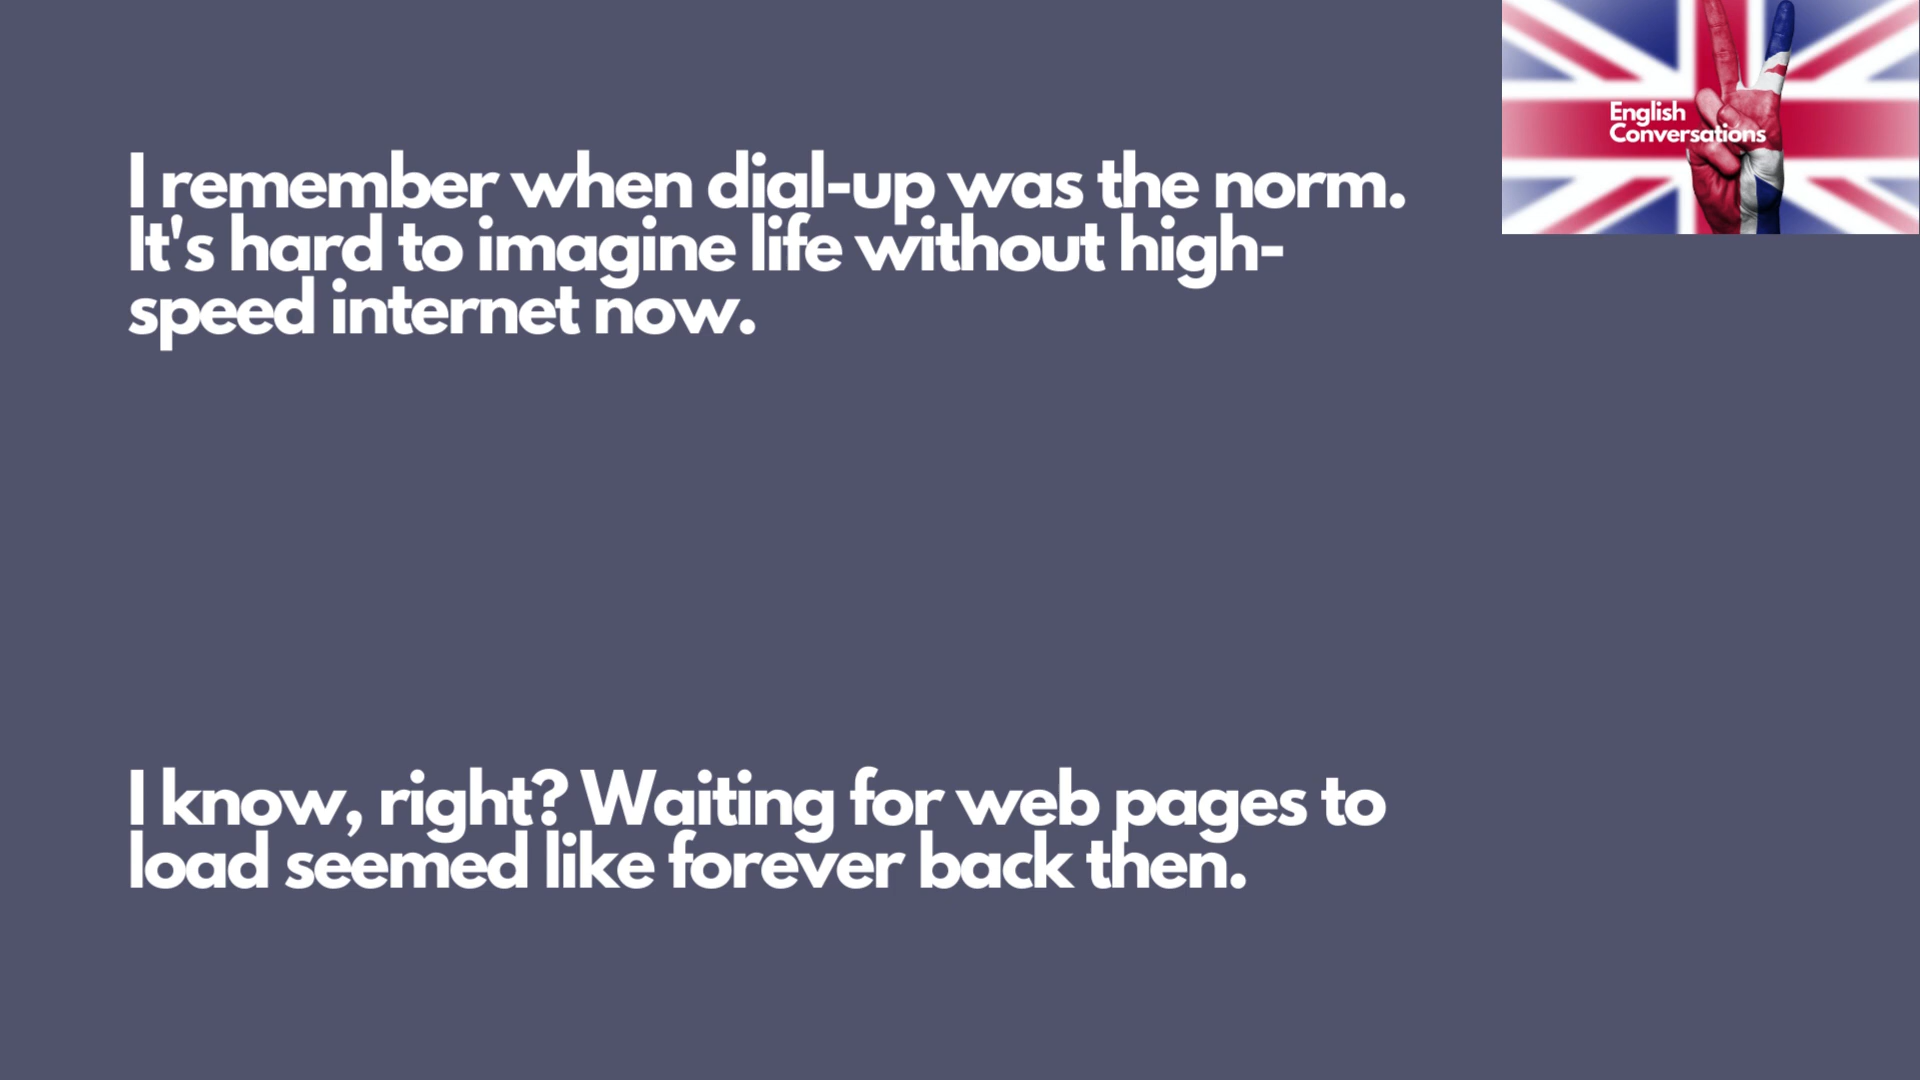 English
Conversations
I remember when dial-up was the norm.
It's hard to imagine life without high-
speed internet now.
I know, right? Waiting for web pages to
load seemed like forever back then.